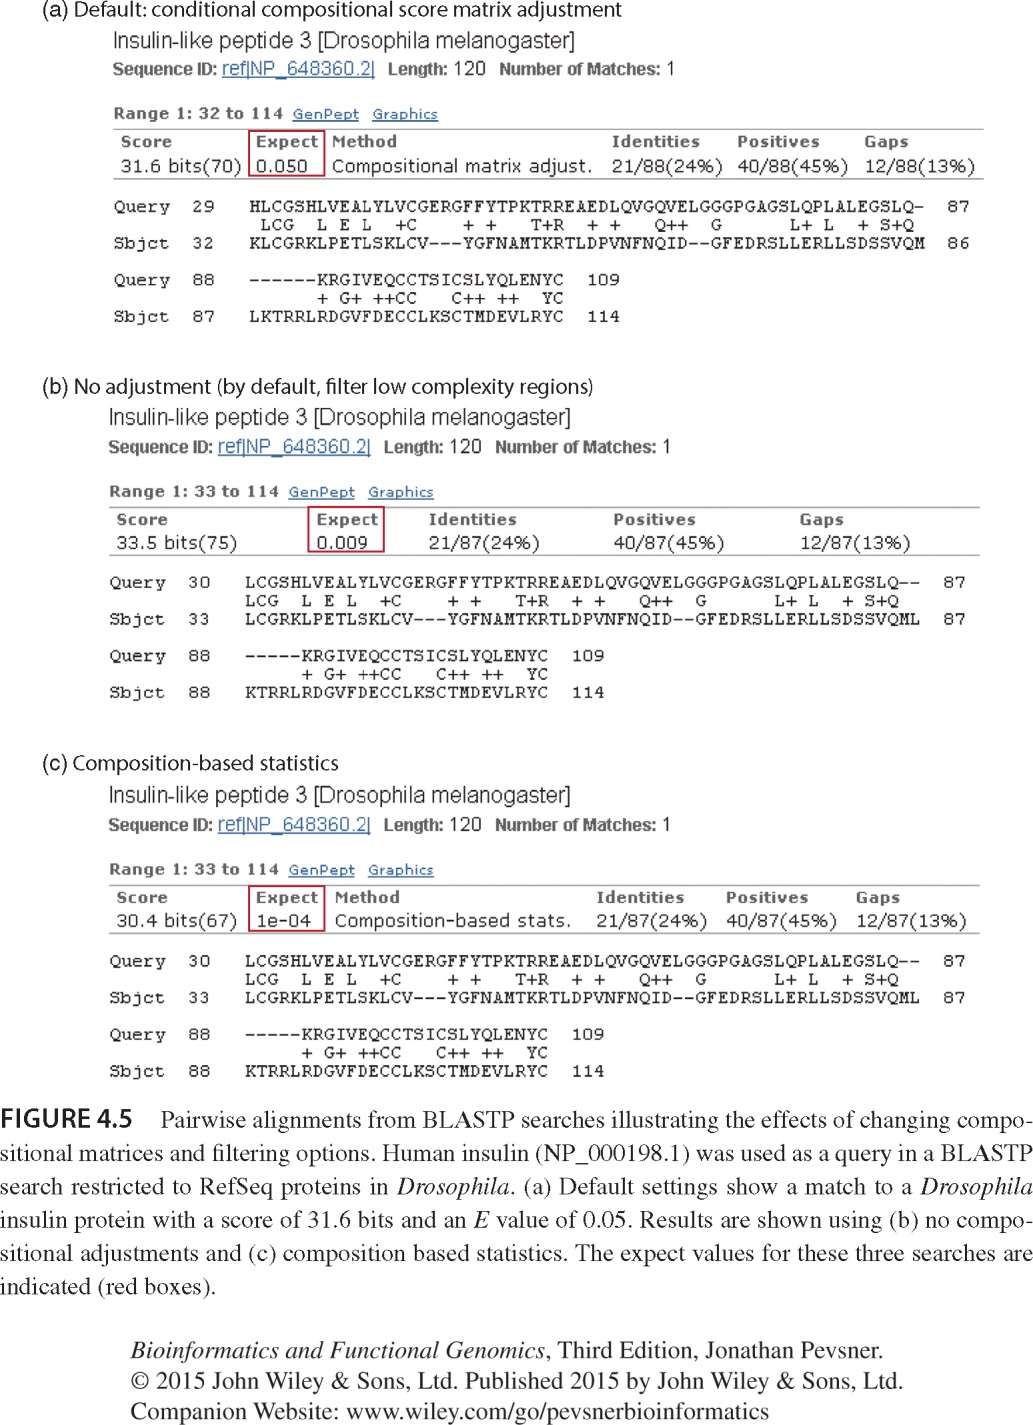 (a) Default: conditional compositional score matrix adjustment
Insulin-like peptide 3 [Drosophila melanogaster]
Sequence ID: ref|NP_648360.2| Length: 120 Number of Matches: 1
Range 1: 32 to 114 GenPept Graphics
Score Expect Method Identities Positives Gaps
31.6 bits(70) 0.050 Compositional matrix adjust. 21/88(24%) 40/88(45%) 12/88(13%)
Query 29 HLCGSHLVEALYLVCGERGFFYTPKTRREAEDLQVGQVELGGGPGAGSLQPLALEGSLQ- 87
LCG L E L +C + + T+R + + Q++ G L+ L + S+Q
Sbjct 32 KLCGRKLPETLSKLCV---YGFNAMTKRTLDPVNFNQID--GFEDRSLLERLLSDSSVQM 86
Query 88 ------KRGIVEQCCTSICSLYQLENYC 109
+ G+ ++CC C++ ++ YC
Sbjct 87 LKTRRLRDGVFDECCLKSCTMDEVLRYC 114
(b) No adjustment (by default, filter low complexity regions)
Insulin-like peptide 3 [Drosophila melanogaster]
Sequence ID: ref|NP_648360.2| Length: 120 Number of Matches: 1
Range 1: 33 to 114 GenPept Graphics
Score Expect Identities Positives Gaps
33.5 bits(75) 0.009 21/87(24%) 40/87(45%) 12/87(13%)
Query 30 LCGSHLVEALYLVCGERGFFYTPKTRREAEDLQVGQVELGGGPGAGSLQPLALEGSLQ-- 87
LCG L E L +C + + T+R + + Q++ G L+ L + S+Q
Sbjct 33 LCGRKLPETLSKLCV---YGFNAMTKRTLDPVNFNQID--GFEDRSLLERLLSDSSVQML 87
Query 88 -----KRGIVEQCCTSICSLYQLENYC 109
+ G+ ++CC C++ ++ YC
Sbjct 88 KTRRLRDGVFDECCLKSCTMDEVLRYC 114
(c) Composition-based statistics
Insulin-like peptide 3 [Drosophila melanogaster]
Sequence ID: ref|NP_648360.2| Length: 120 Number of Matches: 1
Range 1: 33 to 114 GenPept Graphics
Score Expect Method Identities Positives Gaps
30.4 bits(67) 1e-04 Composition-based stats. 21/87(24%) 40/87(45%) 12/87(13%)
Query 30 LCGSHLVEALYLVCGERGFFYTPKTRREAEDLQVGQVELGGGPGAGSLQPLALEGSLQ-- 87
LCG L E L +C + + T+R + + Q++ G L+ L + S+Q
Sbjct 33 LCGRKLPETLSKLCV---YGFNAMTKRTLDPVNFNQID--GFEDRSLLERLLSDSSVQML 87
Query 88 -----KRGIVEQCCTSICSLYQLENYC 109
+ G+ ++CC C++ ++ YC
Sbjct 88 KTRRLRDGVFDECCLKSCTMDEVLRYC 114
FIGURE 4.5 Pairwise alignments from BLASTP searches illustrating the effects of changing compo-
sitional matrices and filtering options. Human insulin (NP_000198.1) was used as a query in a BLASTP
search restricted to RefSeq proteins in Drosophila. (a) Default settings show a match to a Drosophila
insulin protein with a score of 31.6 bits and an E value of 0.05. Results are shown using (b) no compo-
sitional adjustments and (c) composition based statistics. The expect values for these three searches are
indicated (red boxes).
Bioinformatics and Functional Genomics, Third Edition, Jonathan Pevsner.
© 2015 John Wiley & Sons, Ltd. Published 2015 by John Wiley & Sons, Ltd.
Companion Website: www.wiley.com/go/pevsnerbioinformatics